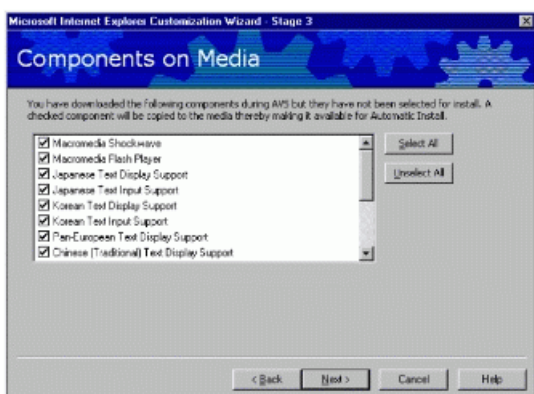 Microsoft Internet Explorer Customization Wizard - Stage 3
Components on Media
You have downloaded the following components during AVS but they have not been selected for install. A
checked component will be copied to the media thereby making it available for Automatic Install.
Macromedia Shockwave
Macromedia Flash Player
Japanese Text Display Support
Japanese Text Input Support
Korean Text Display Support
Korean Text Input Support
Pan-European Text Display Support
Chinese (Traditional) Text Display Support
Select All
Unselect All
< Back Next > Cancel Help